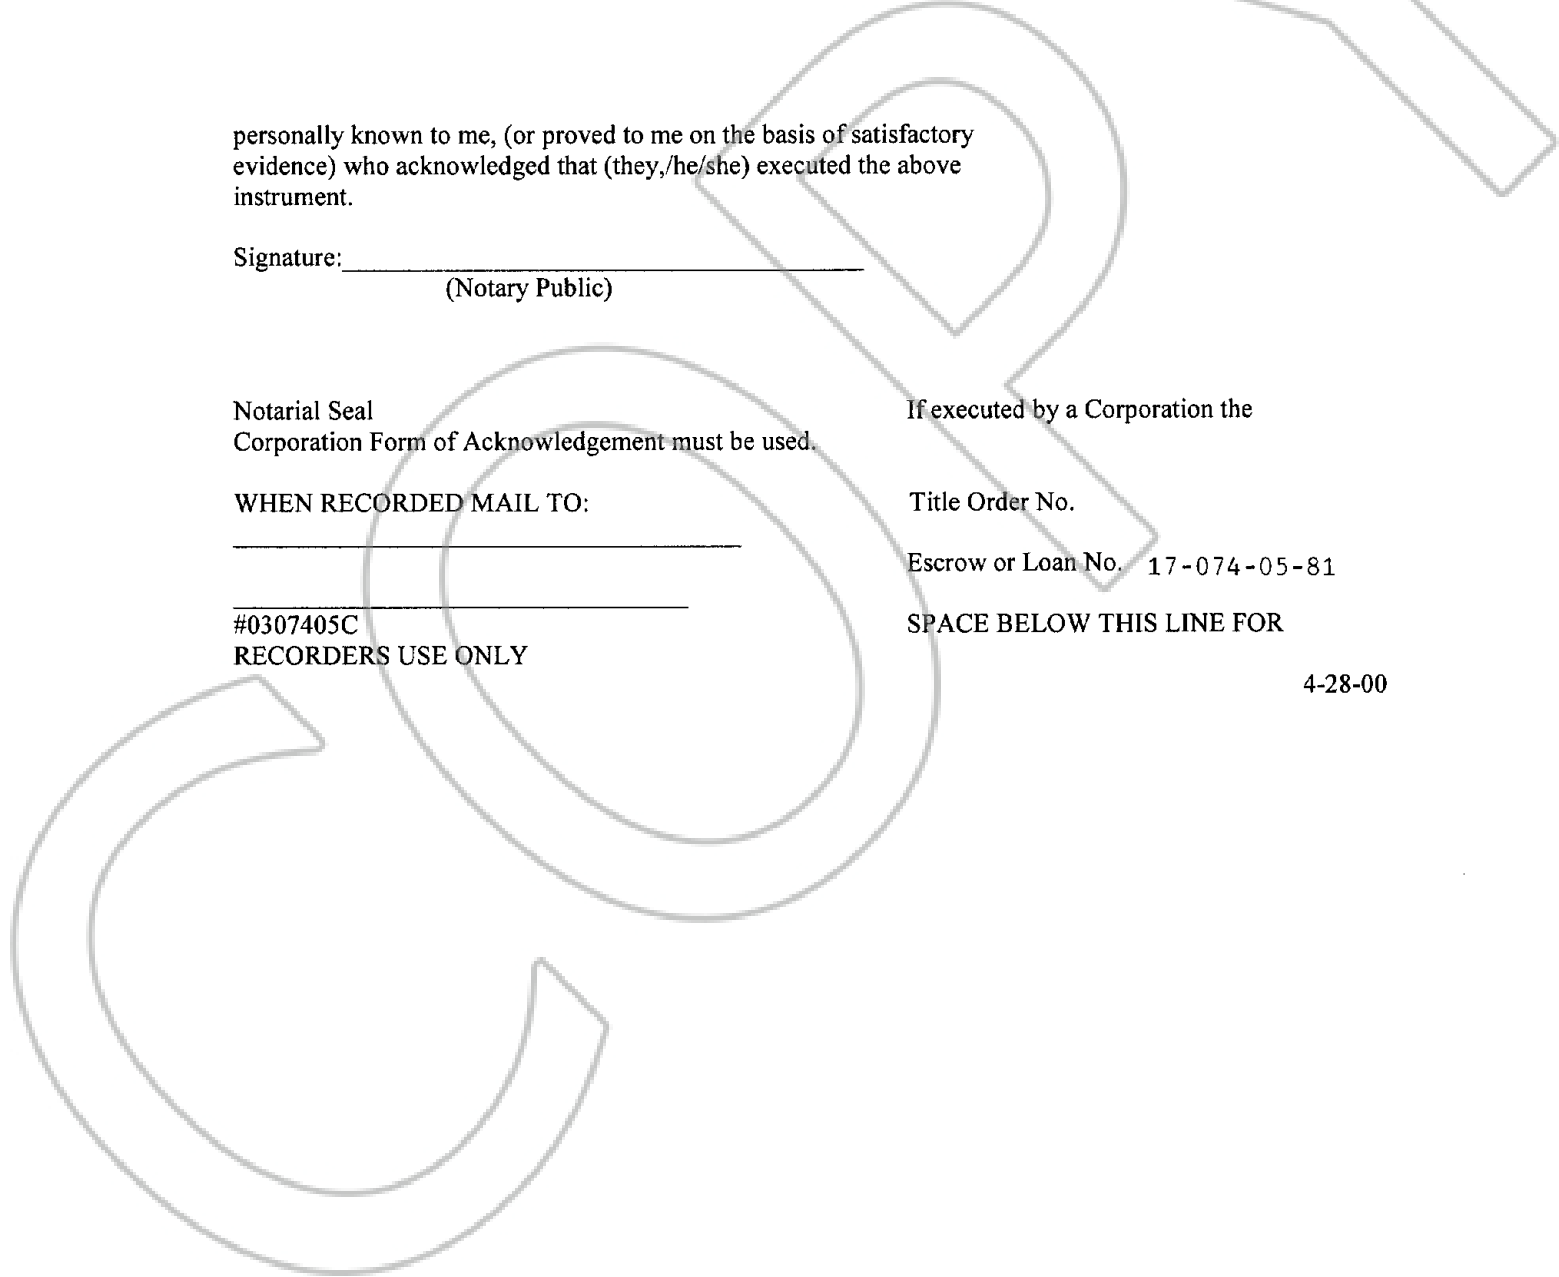 personally known to me, (or proved to me on the basis of satisfactory
evidence) who acknowledged that (they,/he/she) executed the above
instrument.
Signature:
(Notary Public)
Notarial Seal If executed by a Corporation the
Corporation Form of Acknowledgement must be used.
WHEN RECORDED MAIL TO: Title Order No.
Escrow or Loan No. 17-074-05-81
#0307405C SPACE BELOW THIS LINE FOR
RECORDERS USE ONLY
4-28-00
COPY